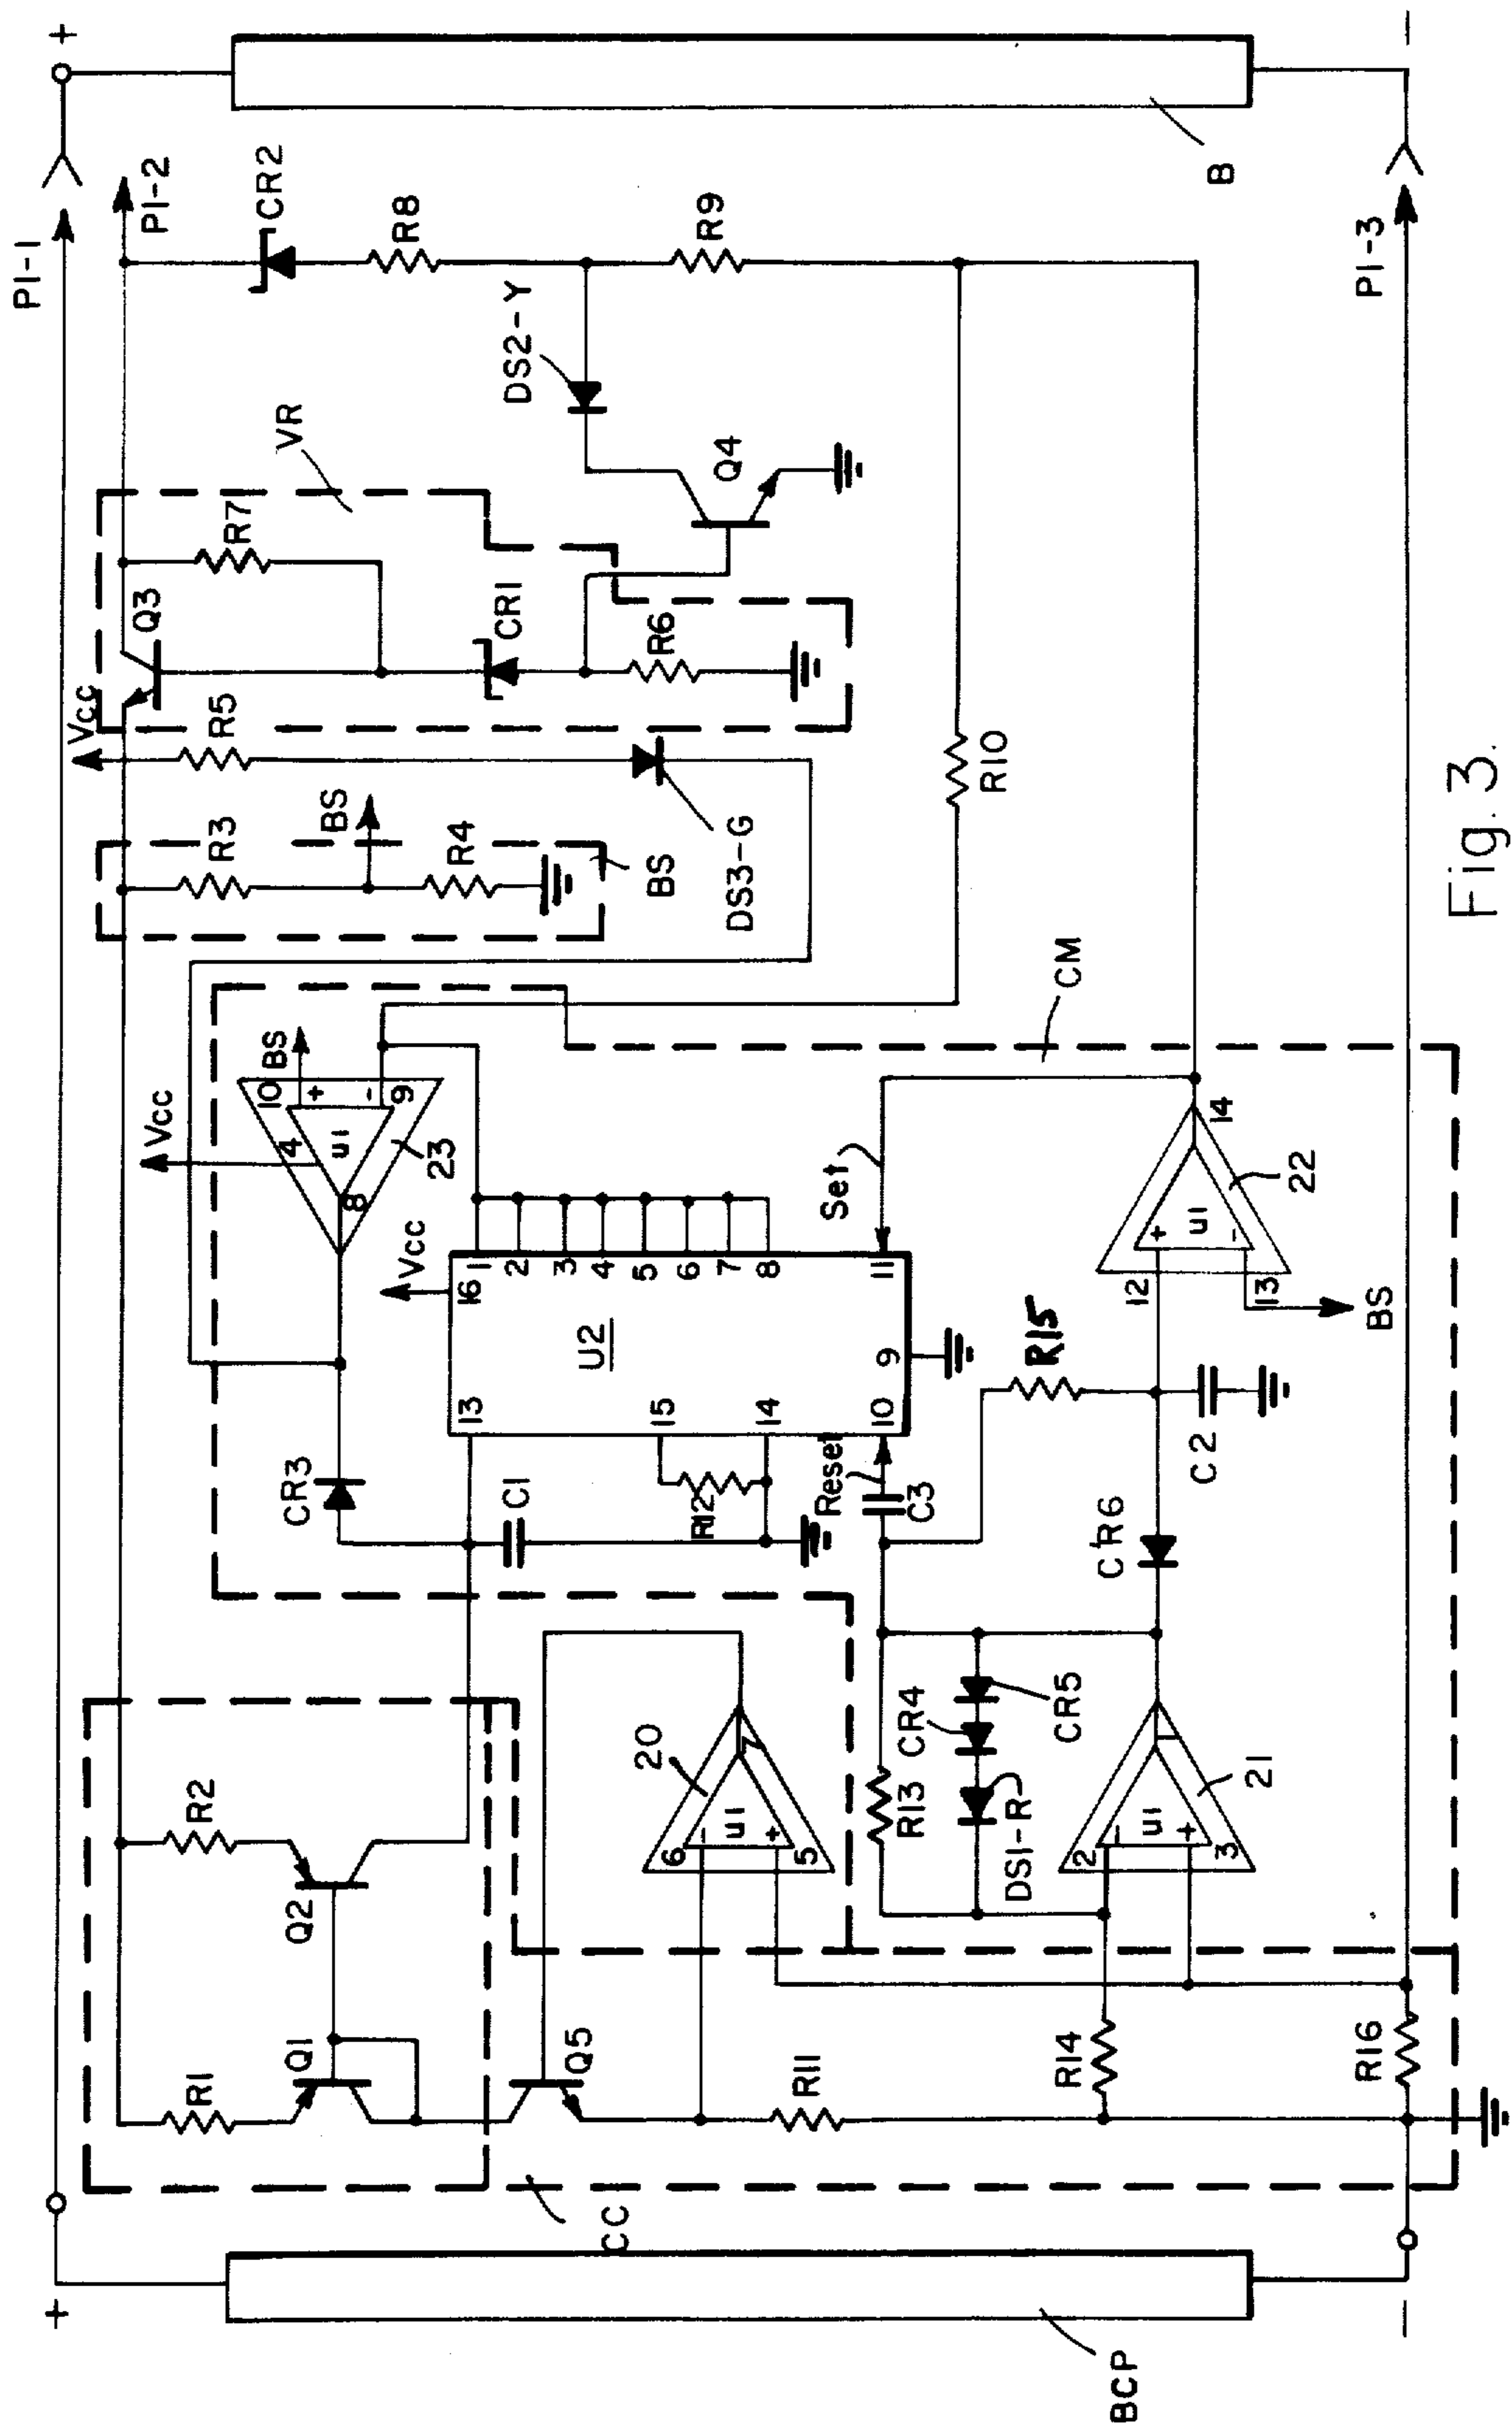 +
P1-1
+
P1-2
Vcc
Q3
R7
VR
CR2
R1
R2
Vcc
10
BS
+
4
U1
-
9
8
23
R3
BS
R4
BS
R5
CR1
R6
DS2-Y
R8
Q1
Q2
CR3
Vcc
16
1
2
3
4
5
6
7
8
U2
13
15
14
10
9
11
C1
R12
DS3-G
Q4
R9
CC
Q5
20
6
-
U1
+
5
7
Reset
C3
Set
R10
R11
R13
CR4
CR5
DS1-R
R15
CM
B
R14
2
-
U1
+
3
1
21
CR6
C2
12
+
U1
-
13
14
22
BS
R16
P1-3
BCP
-
-
Fig. 3.